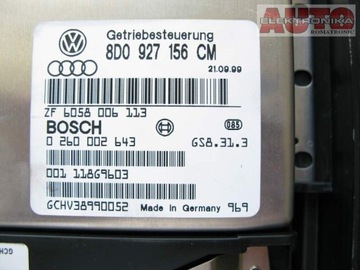 AUTO
ELEKTRONIKA
ROMATRONIC
Getriebesteuerung
8D0 927 156 CM
21.09.99
ZF 6058 006 113
BOSCH
0 260 002 643
GS8.31.3
001 11869603
GCHV38990052
Made in Germany
969